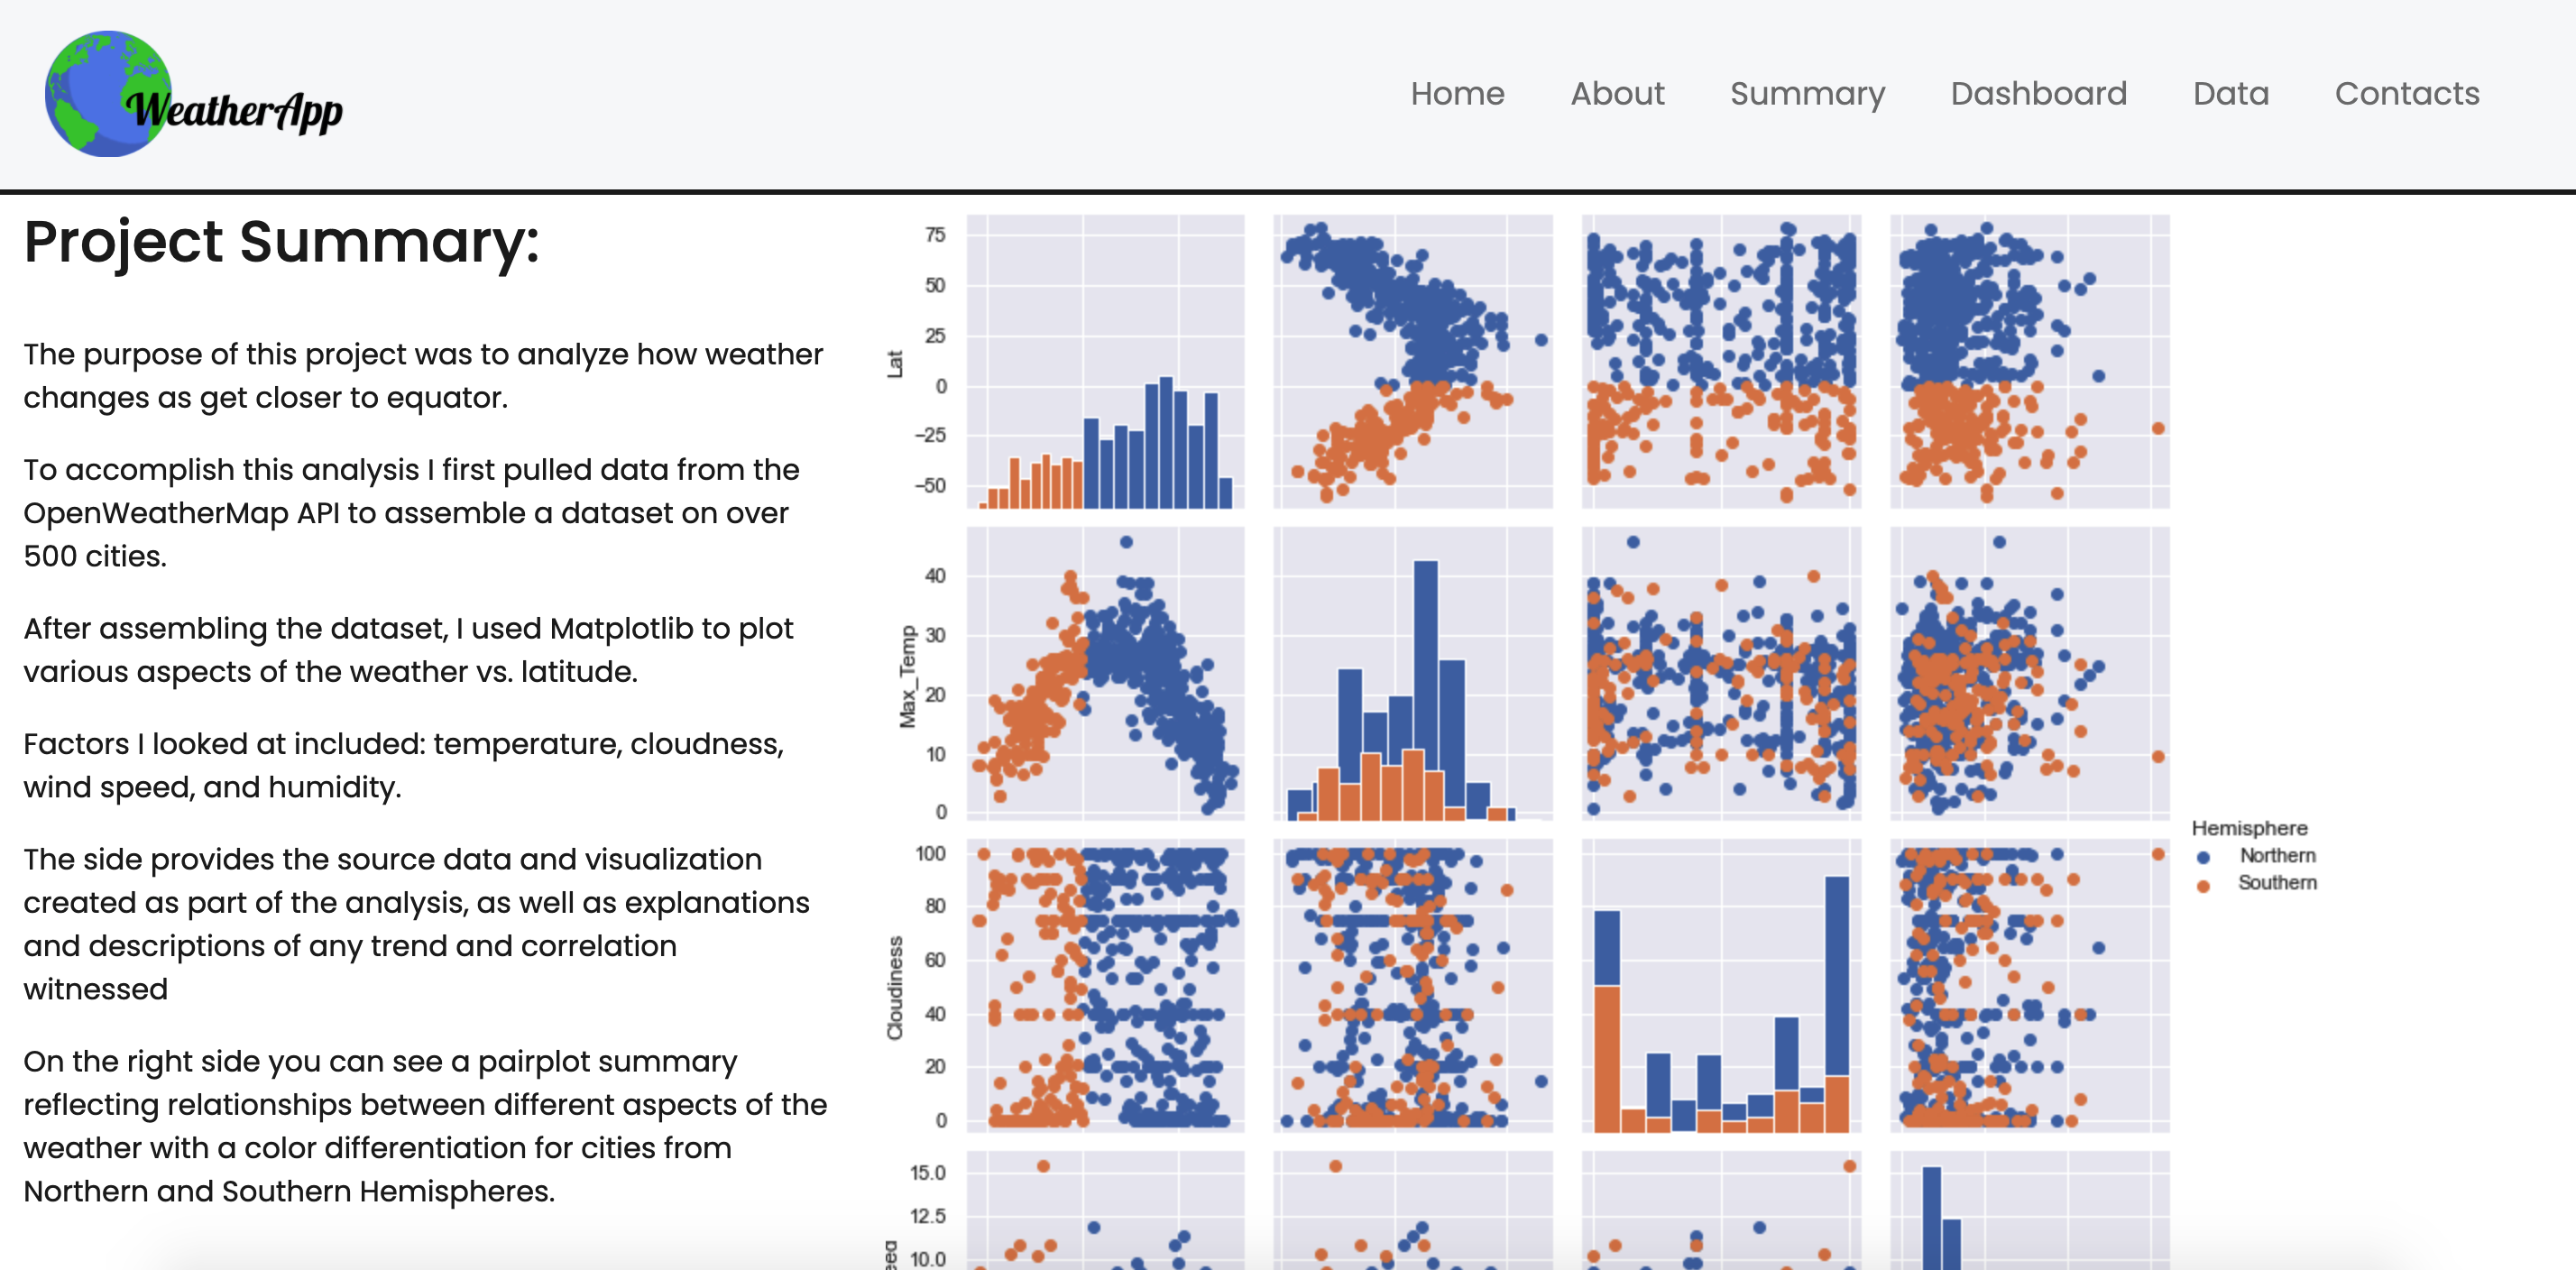 WeatherApp
Home About Summary Dashboard Data Contacts
Project Summary:
The purpose of this project was to analyze how weather
changes as get closer to equator.
To accomplish this analysis I first pulled data from the
OpenWeatherMap API to assemble a dataset on over
500 cities.
After assembling the dataset, I used Matplotlib to plot
various aspects of the weather vs. latitude.
Factors I looked at included: temperature, cloudness,
wind speed, and humidity.
The side provides the source data and visualization
created as part of the analysis, as well as explanations
and descriptions of any trend and correlation
witnessed
On the right side you can see a pairplot summary
reflecting relationships between different aspects of the
weather with a color differentiation for cities from
Northern and Southern Hemispheres.
Lat
75
50
25
0
−25
−50
Max_Temp
40
30
20
10
0
Cloudiness
100
80
60
40
20
0
15.0
12.5
10.0
eed
Hemisphere
Northern
Southern